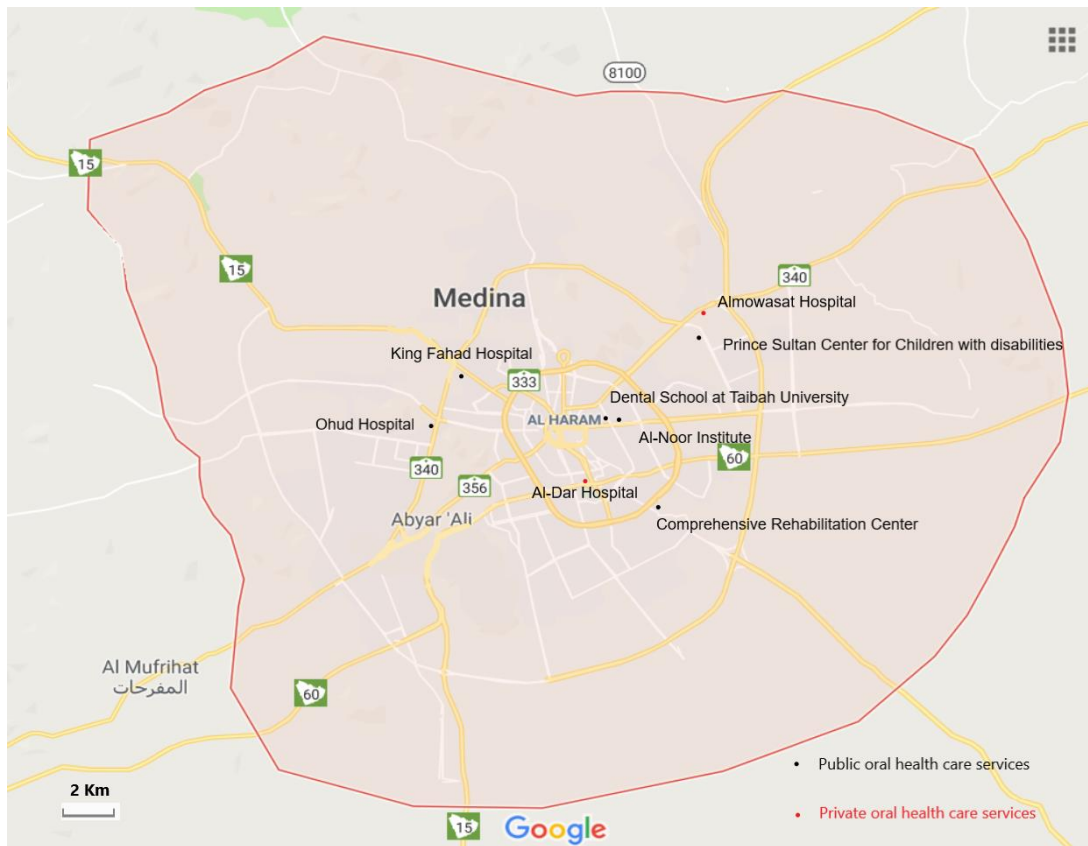 8100
15
15
340
Medina
Almowasat Hospital
Prince Sultan Center for Children with disabilities
King Fahad Hospital
333
Dental School at Taibah University
AL HARAM
Ohud Hospital
Al-Noor Institute
60
340
356
Al-Dar Hospital
Abyar 'Ali
Comprehensive Rehabilitation Center
Al Mufrihat
المفرحات
60
Public oral health care services
2 Km
Private oral health care services
15
Google